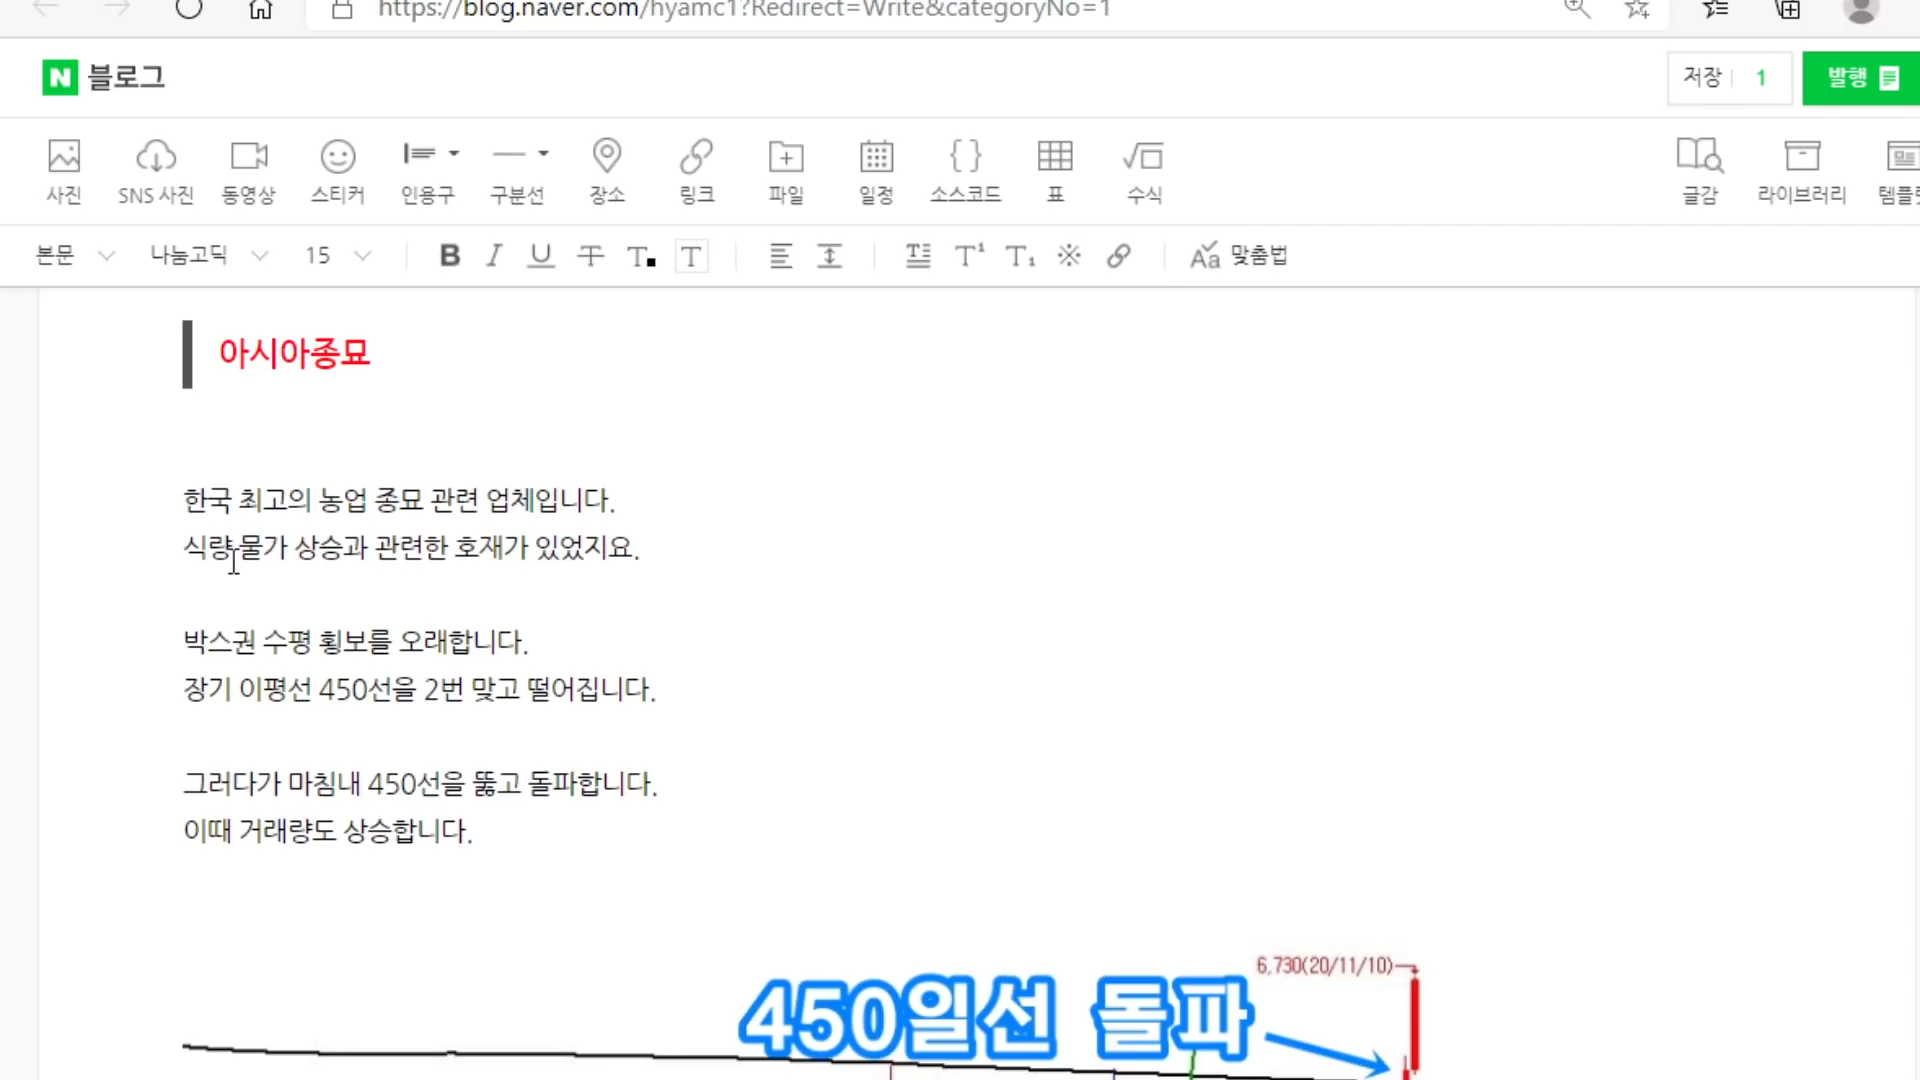 https://blog.naver.com/hyamc1?Redirect=Write&categoryNo=1
N 블로그
저장 1
발행
사진 SNS 사진 동영상 스티커 인용구 구분선 장소 링크 파일 일정 소스코드 표 수식 글감 라이브러리
본문 나눔고딕 15 맞춤법
아시아종묘
한국 최고의 농업 종묘 관련 업체입니다.
식량 물가 상승과 관련한 호재가 있었지요.
박스권 수평 횡보를 오래합니다.
장기 이평선 450선을 2번 맞고 떨어집니다.
그러다가 마침내 450선을 뚫고 돌파합니다.
이때 거래량도 상승합니다.
6,730(20/11/10)
450일선 돌파